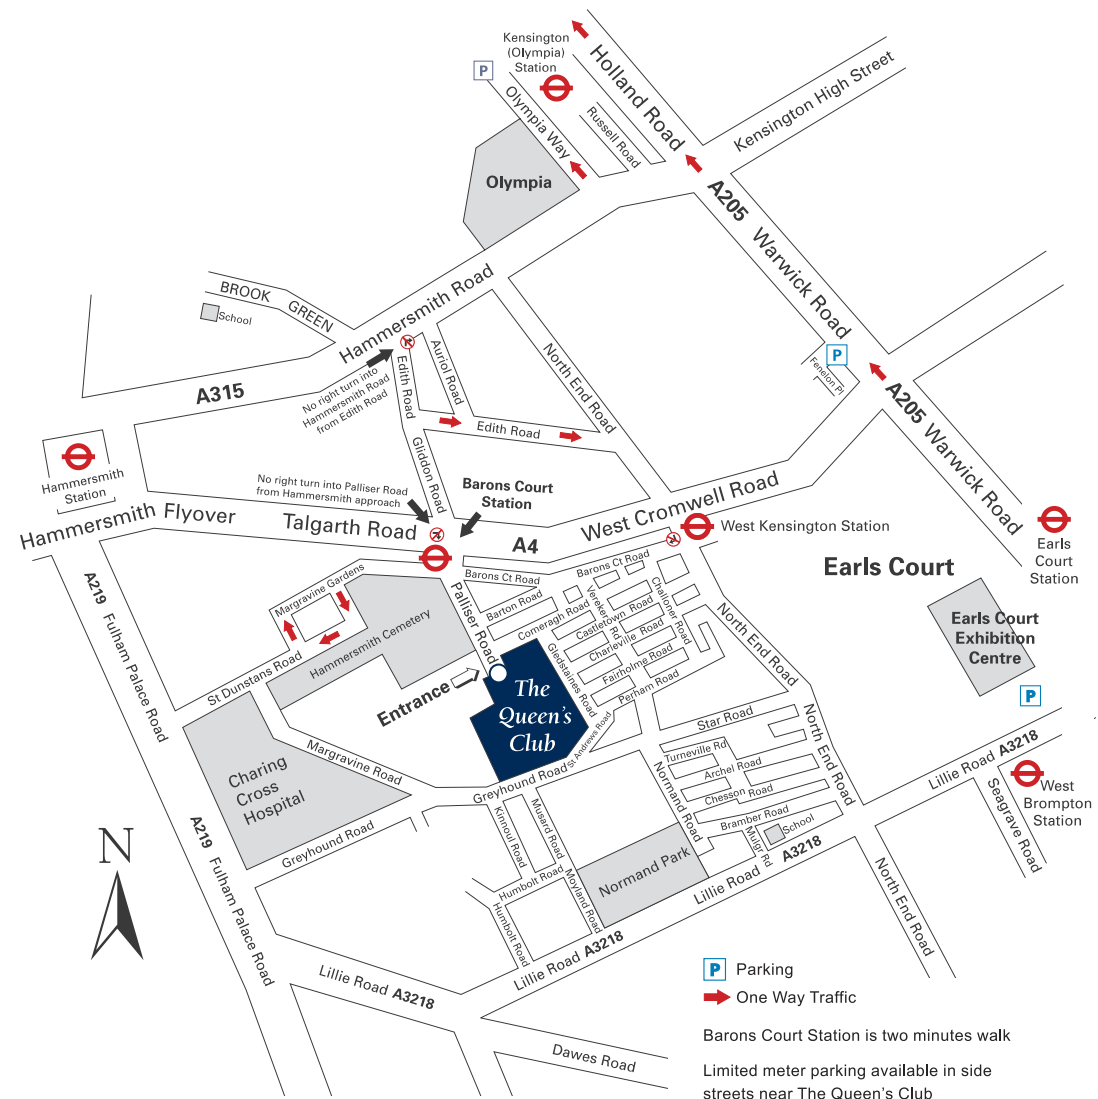 Kensington
(Olympia)
Station
P
Holland Road
Kensington High Street
Olympia Way
Russell Road
Olympia
A205
Warwick Road
BROOK GREEN
School
Hammersmith Road
A315
No right turn into
Hammersmith Road
from Edith Road
Edith Road
Auriol Road
North End Road
P
Fenelon Pl
A205 Warwick Road
Edith Road
Gliddon Road
Hammersmith
Station
No right turn into Palliser Road
from Hammersmith approach
Barons Court
Station
Hammersmith Flyover
Talgarth Road
A4
West Cromwell Road
West Kensington Station
Earls
Court
Station
Earls Court
Earls Court
Exhibition
Centre
P
A219 Fulham Palace Road
Margravine Gardens
Hammersmith Cemetery
St Dunstans Road
Palliser Road
Barons Ct Road
Barons Ct Road
Barton Road
Comeragh Road
Vereker Rd
Challoner Road
Castletown Road
Charleville Road
Fairholme Road
Perham Road
Gledstaines Road
North End Road
Entrance
The
Queen's
Club
St Andrews Road
Star Road
Turneville Rd
Archel Road
Chesson Road
Bramber Road
School
Mulgr Rd
North End Road
Normand Road
Charing
Cross
Hospital
Margravine Road
Greyhound Road
Greyhound Road
Kinnoul Road
Musard Road
Humbolt Road
Humbolt Road
Moyland Road
Normand Park
Lillie Road A3218
West
Brompton
Station
Seagrave Road
Lillie Road A3218
North End Road
A219 Fulham Palace Road
N
Lillie Road A3218
Lillie Road A3218
Dawes Road
P Parking
One Way Traffic
Barons Court Station is two minutes walk
Limited meter parking available in side
streets near The Queen's Club